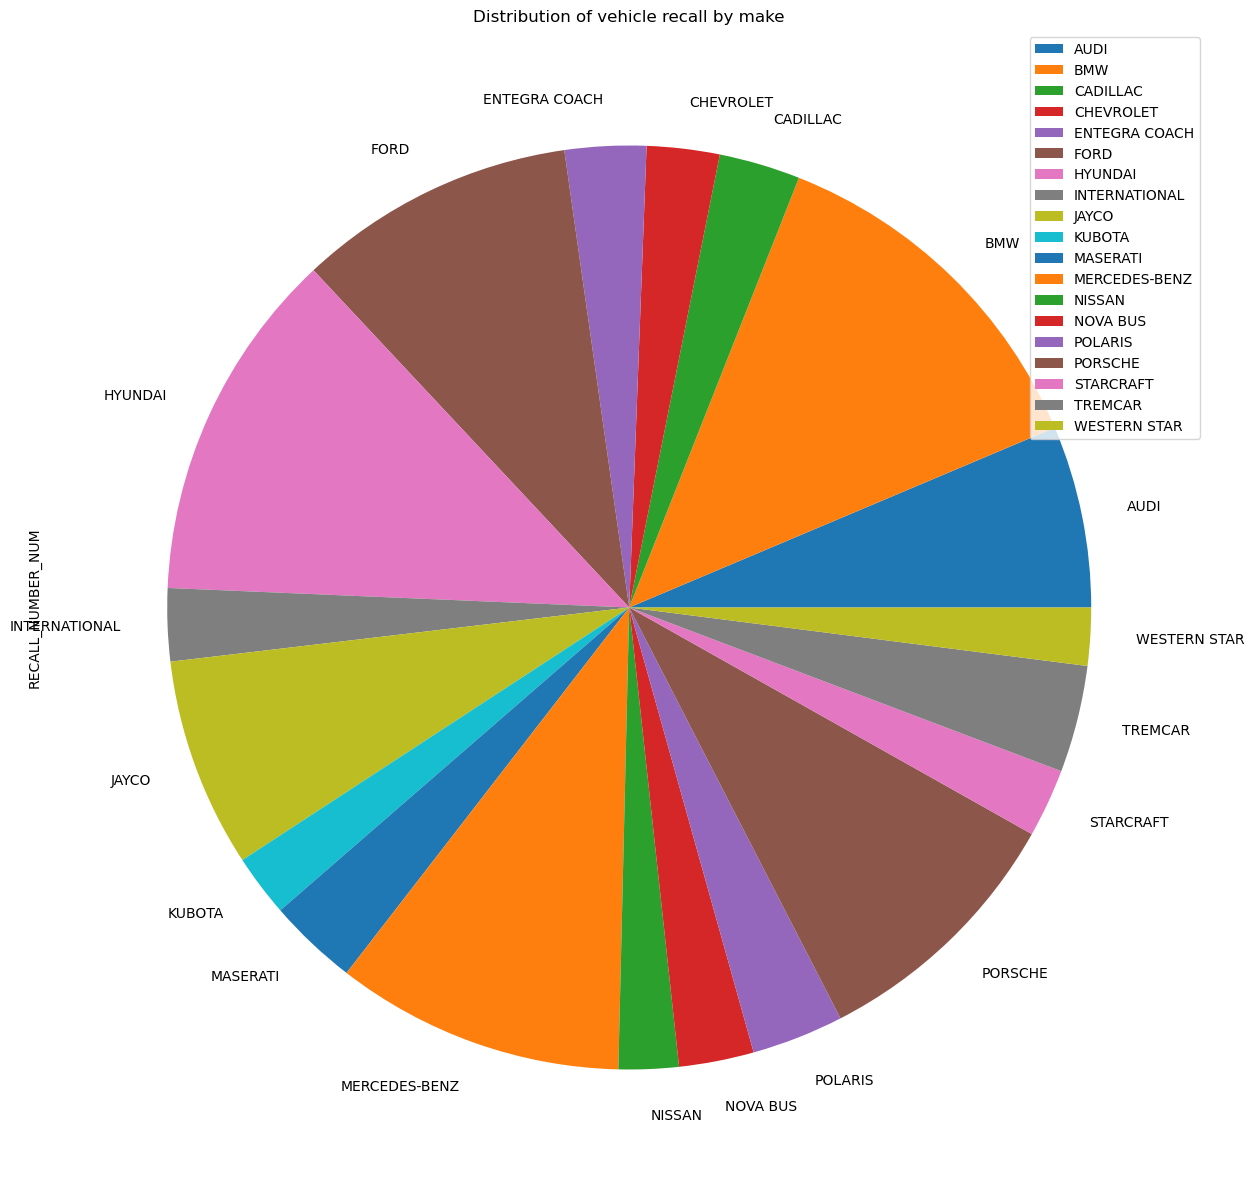 Distribution of vehicle recall by make
AUDI
BMW
CADILLAC
CHEVROLET
ENTEGRA COACH
FORD
HYUNDAI
INTERNATIONAL
JAYCO
KUBOTA
MASERATI
MERCEDES-BENZ
NISSAN
NOVA BUS
POLARIS
PORSCHE
STARCRAFT
TREMCAR
WESTERN STAR
ENTEGRA COACH
CHEVROLET
CADILLAC
FORD
BMW
HYUNDAI
AUDI
RECALL_NUMBER_NUM
INTERNATIONAL
WESTERN STAR
TREMCAR
JAYCO
STARCRAFT
KUBOTA
MASERATI
PORSCHE
MERCEDES-BENZ
POLARIS
NOVA BUS
NISSAN